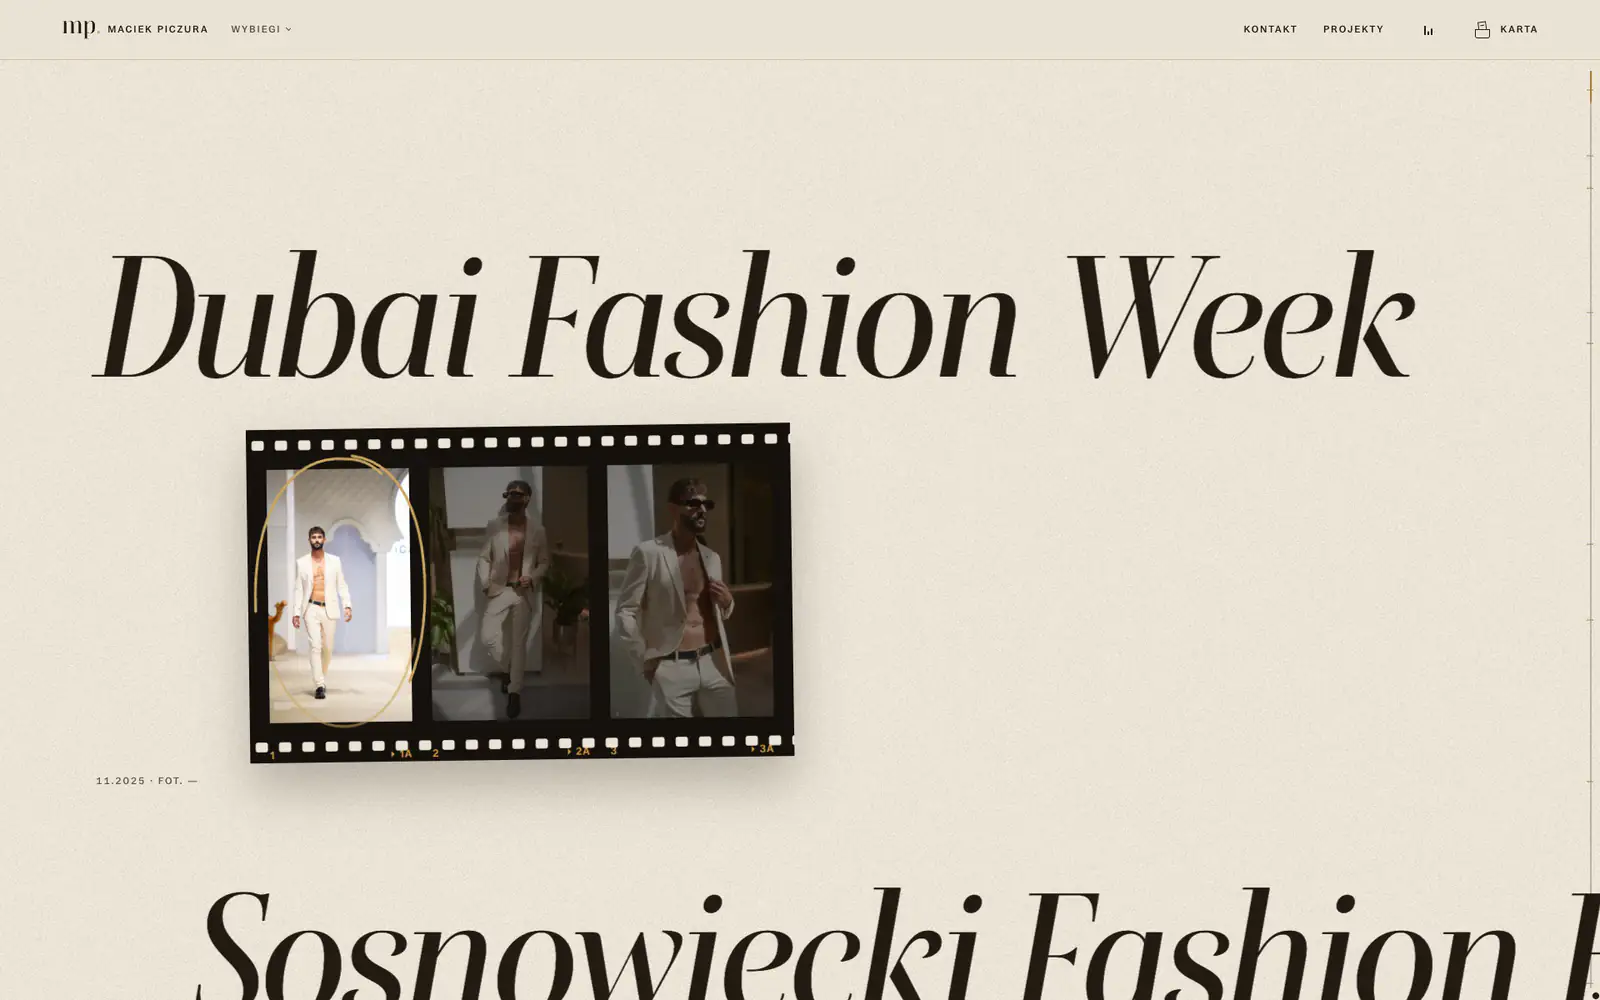 mp. MACIEK PICZURA WYBIEGI KONTAKT PROJEKTY KARTA
Dubai Fashion Week
1 1A 2 2A 3 3A
11.2025 · FOT. —
Sosnowiecki Fashion